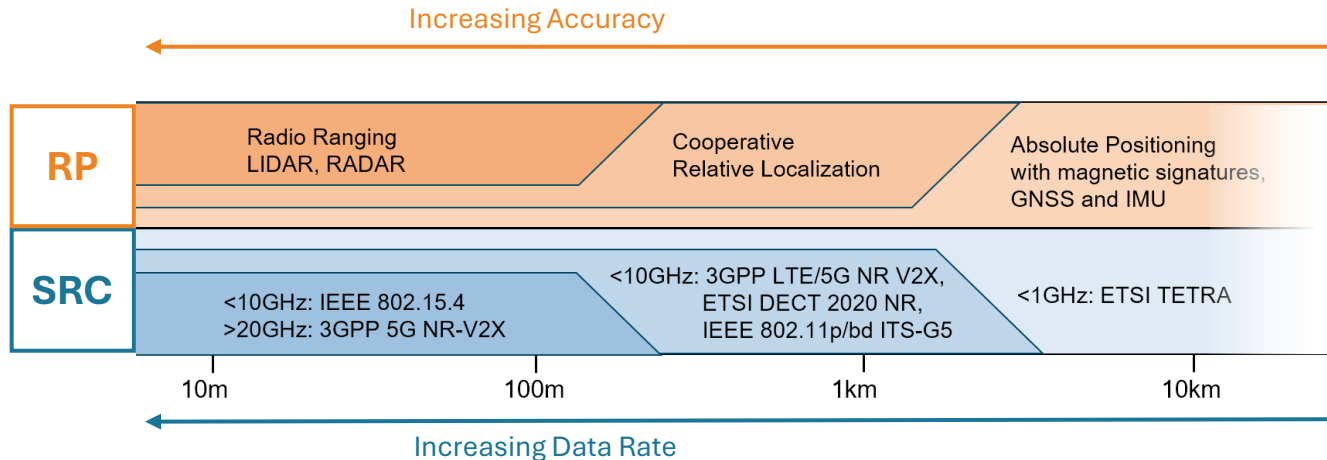 Increasing Accuracy
RP
Radio Ranging
LIDAR, RADAR
Cooperative
Relative Localization
Absolute Positioning
with magnetic signatures,
GNSS and IMU
SRC
<10GHz: IEEE 802.15.4
>20GHz: 3GPP 5G NR-V2X
<10GHz: 3GPP LTE/5G NR V2X,
ETSI DECT 2020 NR,
IEEE 802.11p/bd ITS-G5
<1GHz: ETSI TETRA
10m
100m
1km
10km
Increasing Data Rate